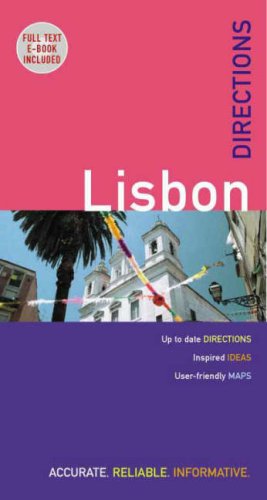 FULL TEXT
E-BOOK
INCLUDED
DIRECTIONS
Lisbon
Up to date DIRECTIONS
Inspired IDEAS
User-friendly MAPS
ACCURATE. RELIABLE. INFORMATIVE.